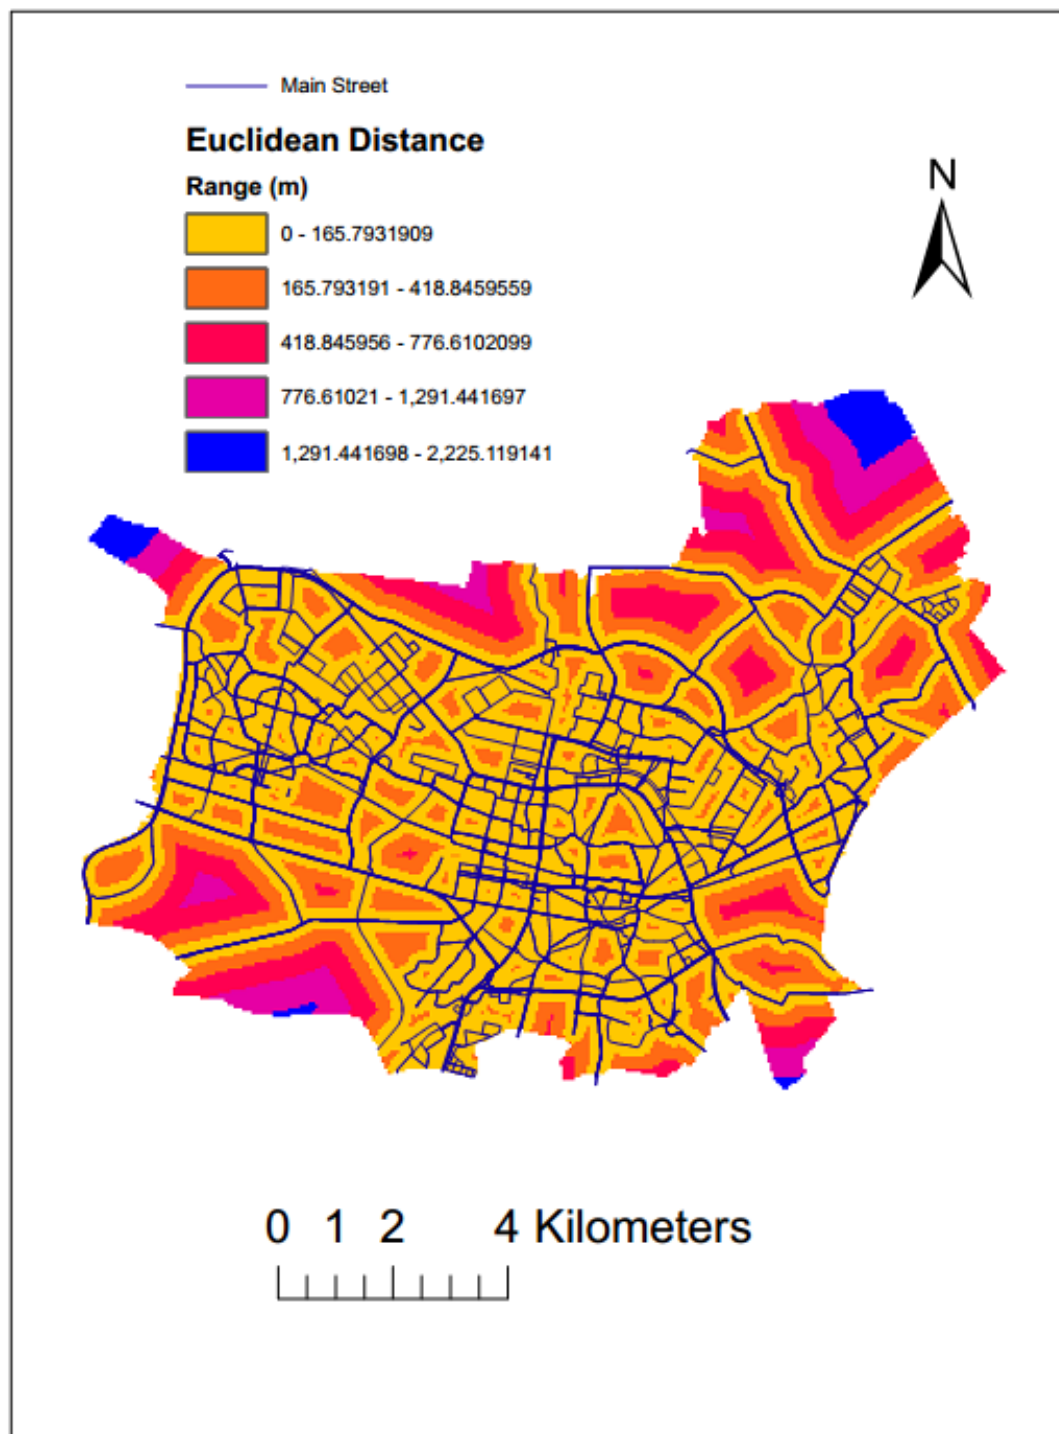 Main Street
Euclidean Distance
Range (m)
0 - 165.7931909
165.793191 - 418.8459559
418.845956 - 776.6102099
776.61021 - 1,291.441697
1,291.441698 - 2,225.119141
N
0 1 2 4 Kilometers